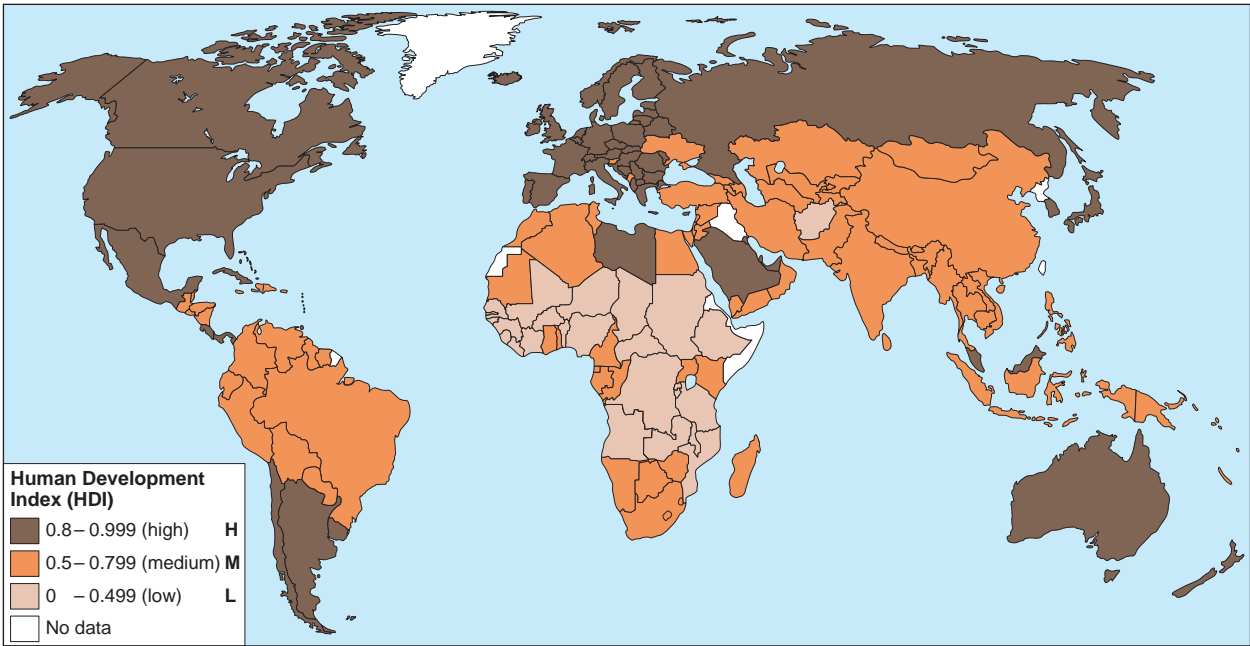 Human Development
Index (HDI)
0.8 – 0.999 (high) H
0.5 – 0.799 (medium) M
0 – 0.499 (low) L
No data